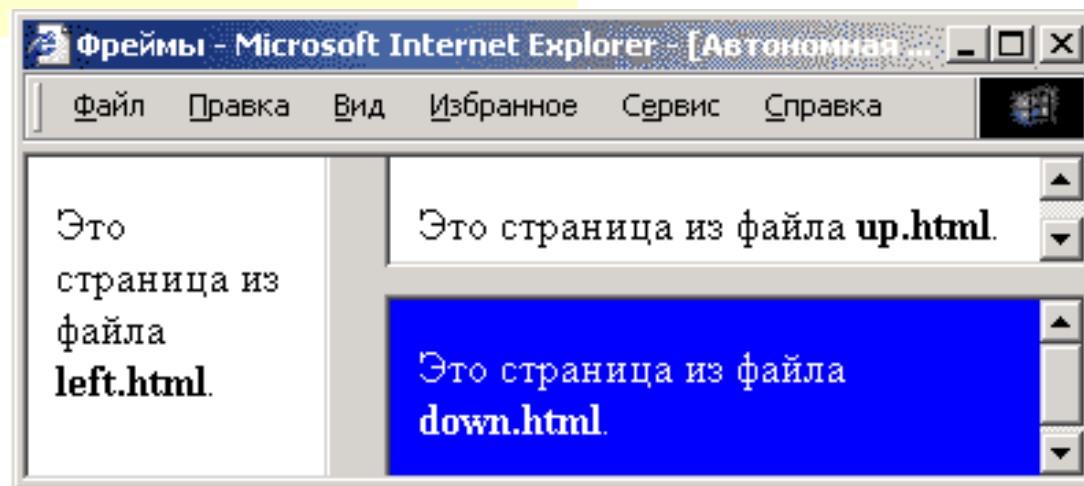 Фреймы - Microsoft Internet Explorer - [Автономная ...
Файл Правка Вид Избранное Сервис Справка
Это
страница из
файла
left.html.
Это страница из файла up.html.
Это страница из файла
down.html.